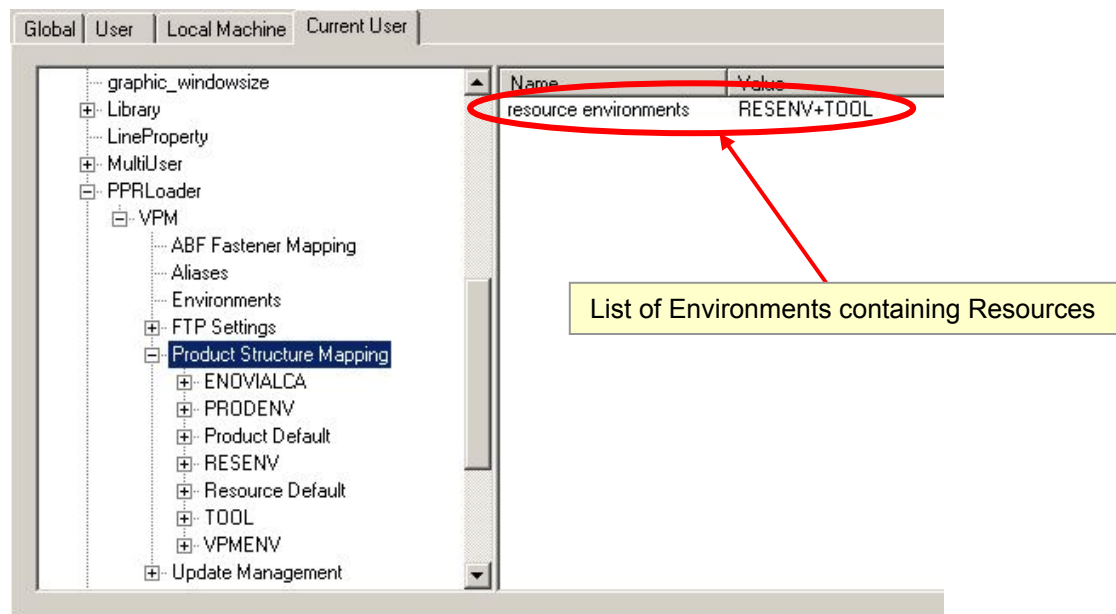 Global User Local Machine Current User
graphic_windowsize
Library
LineProperty
MultiUser
PPRLoader
VPM
ABF Fastener Mapping
Aliases
Environments
FTP Settings
Product Structure Mapping
ENOVIALCA
PRODENV
Product Default
RESENV
Resource Default
TOOL
VPMENV
Update Management
Name Value
resource environments RESENV+TOOL
List of Environments containing Resources